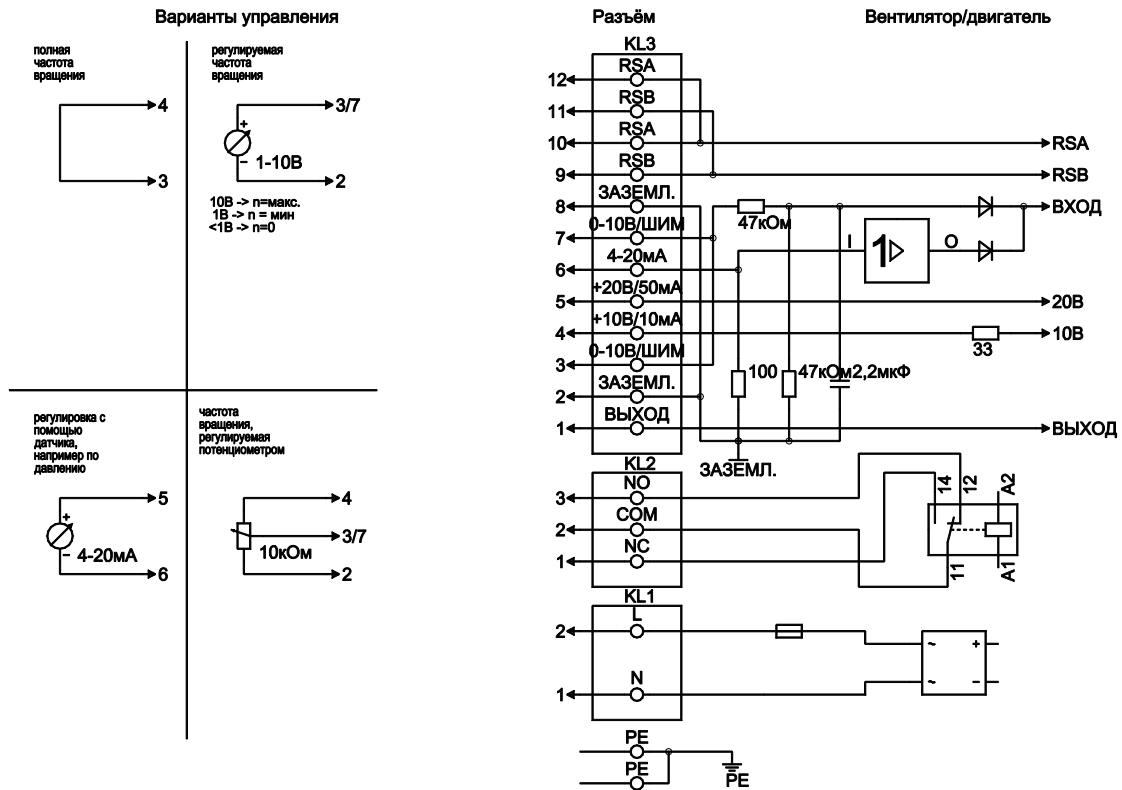 Варианты управления
Разъём
Вентилятор/двигатель
полная
частота
вращения
4
3
регулируемая
частота
вращения
3/7
+
−
1-10В
2
10В -> n=макс.
1В -> n = мин
<1В -> n=0
регулировка с
помощью
датчика,
например по
давлению
5
+
−
4-20мА
6
частота
вращения,
регулируемая
потенциометром
4
3/7
10кОм
2
KL3
12 RSA
11 RSB
10 RSA RSA
9 RSB RSB
8 ЗАЗЕМЛ. ВХОД
47кОм
7 0-10В/ШИМ
I 1 O
6 4-20мА
5 +20В/50мА 20В
4 +10В/10мА 10В
33
3 0-10В/ШИМ
100 47кОм 2,2мкФ
2 ЗАЗЕМЛ.
1 ВЫХОД ВЫХОД
ЗАЗЕМЛ.
KL2
3 NO
2 COM
1 NC
14 12 A2
11 A1
KL1
2 L
1 N
~ +
~ −
PE
PE
PE